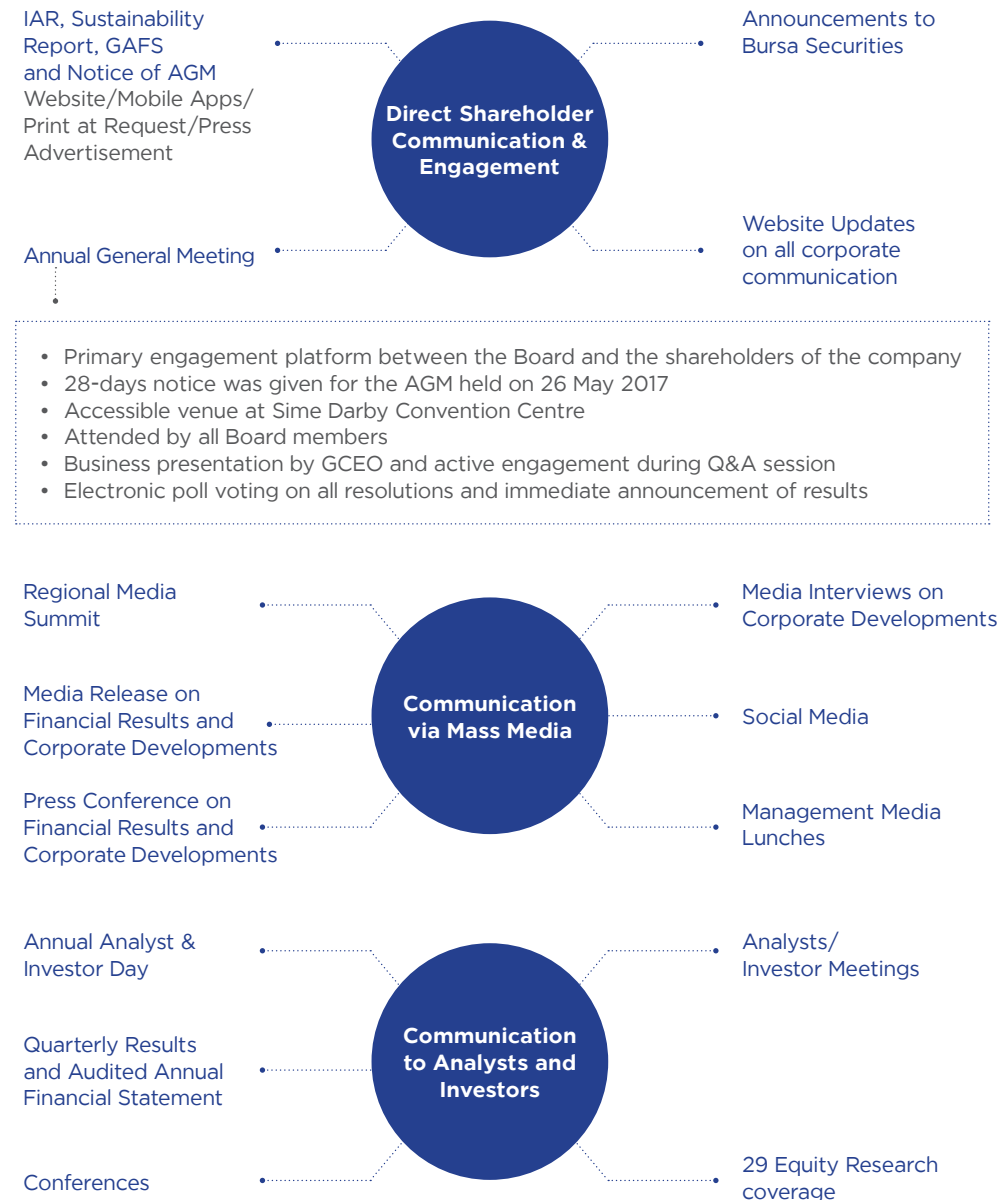 IAR, Sustainability
Report, GAFS
and Notice of AGM
Website/Mobile Apps/
Print at Request/Press
Advertisement
Announcements to
Bursa Securities
Direct Shareholder
Communication &
Engagement
Annual General Meeting
Website Updates
on all corporate
communication
• Primary engagement platform between the Board and the shareholders of the company
• 28-days notice was given for the AGM held on 26 May 2017
• Accessible venue at Sime Darby Convention Centre
• Attended by all Board members
• Business presentation by GCEO and active engagement during Q&A session
• Electronic poll voting on all resolutions and immediate announcement of results
Regional Media
Summit
Media Interviews on
Corporate Developments
Media Release on
Financial Results and
Corporate Developments
Communication
via Mass Media
Social Media
Press Conference on
Financial Results and
Corporate Developments
Management Media
Lunches
Annual Analyst &
Investor Day
Analysts/
Investor Meetings
Quarterly Results
and Audited Annual
Financial Statement
Communication
to Analysts and
Investors
Conferences
29 Equity Research
coverage